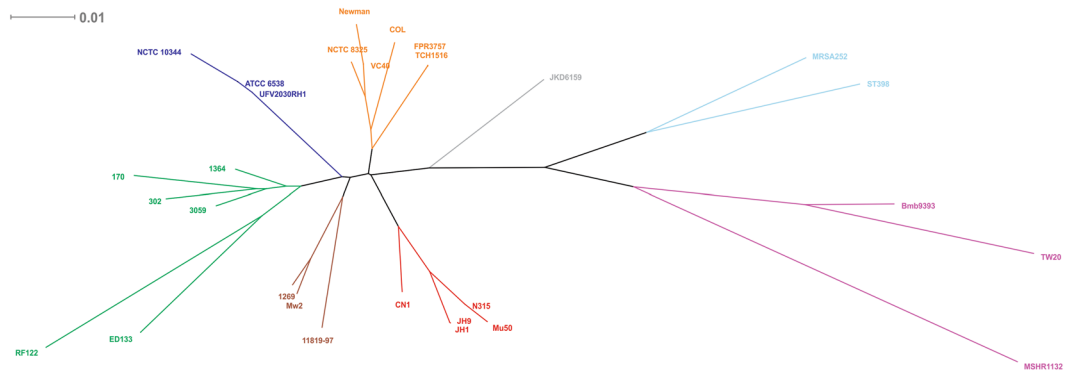 0.01
Newman
COL
NCTC 10344
NCTC 8325
FPR3757
TCH1516
VC40
MRSA252
JKD6159
ATCC 6538
UFV2030RH1
ST398
1364
170
302
3059
Bmb9393
TW20
1269
Mw2
CN1
N315
JH9
JH1
Mu50
11819-97
ED133
RF122
MSHR1132